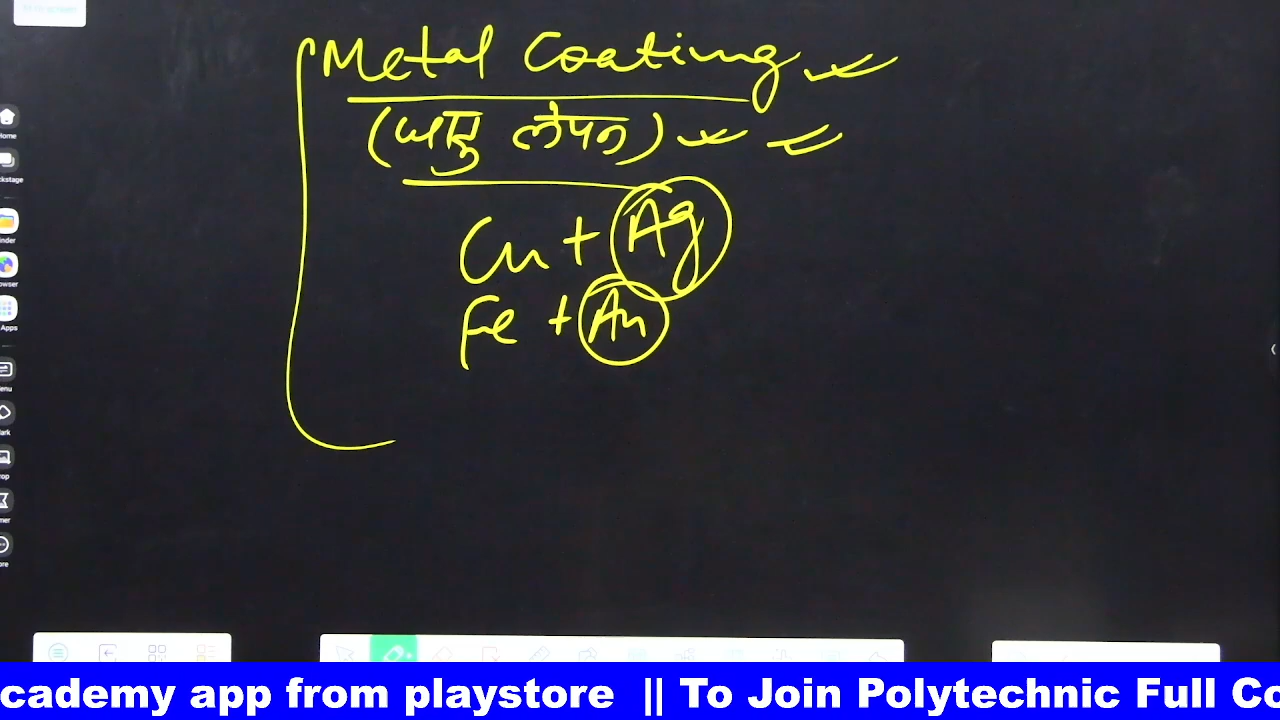 Metal Coating
(धातु लेपन)
Cu + Ag
Fe + Au
cademy app from playstore || To Join Polytechnic Full Co